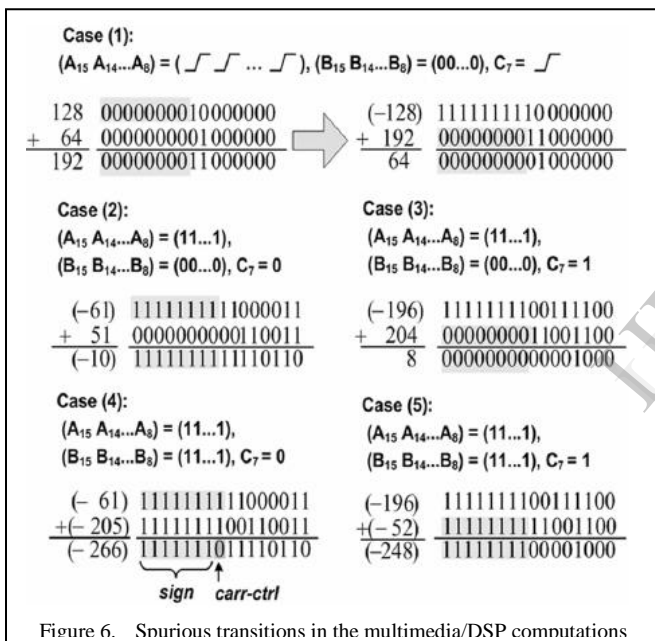 Case (1):
(A₁₅ A₁₄...A₈) = ( ... ), (B₁₅ B₁₄...B₈) = (00...0), C₇ =
128 0000000010000000
+ 64 0000000001000000
192 0000000011000000
(−128) 1111111110000000
+ 192 0000000011000000
64 0000000001000000
Case (2):
(A₁₅ A₁₄...A₈) = (11...1),
(B₁₅ B₁₄...B₈) = (00...0), C₇ = 0
(−61) 1111111111000011
+ 51 0000000000110011
(−10) 1111111111110110
Case (3):
(A₁₅ A₁₄...A₈) = (11...1),
(B₁₅ B₁₄...B₈) = (00...0), C₇ = 1
(−196) 1111111100111100
+ 204 0000000011001100
8 0000000000001000
Case (4):
(A₁₅ A₁₄...A₈) = (11...1),
(B₁₅ B₁₄...B₈) = (11...1), C₇ = 0
(− 61) 1111111111000011
+(− 205) 1111111100110011
(− 266) 1111111011110110
sign carr-ctrl
Case (5):
(A₁₅ A₁₄...A₈) = (11...1),
(B₁₅ B₁₄...B₈) = (11...1), C₇ = 1
(−196) 1111111100111100
+(− 52) 1111111111001100
(−248) 1111111100001000
Figure 6. Spurious transitions in the multimedia/DSP computations